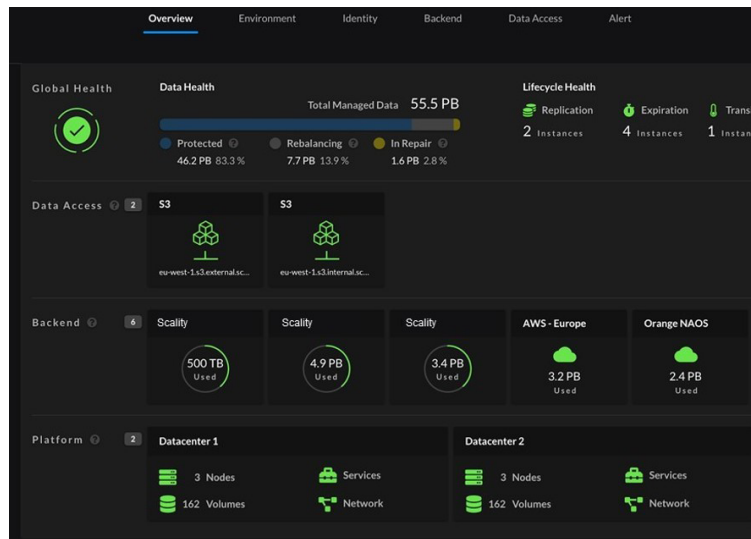 Overview Environment Identity Backend Data Access Alert
Global Health
Data Health
Total Managed Data 55.5 PB
Protected Rebalancing In Repair
46.2 PB 83.3 % 7.7 PB 13.9 % 1.6 PB 2.8 %
Lifecycle Health
Replication Expiration Trans
2 Instances 4 Instances 1 Instan
Data Access ? 2
S3 S3
eu-west-1.s3.external.sc... eu-west-1.s3.internal.sc...
Backend ? 6
Scality Scality Scality AWS - Europe Orange NAOS
500 TB 4.9 PB 3.4 PB 3.2 PB 2.4 PB
Used Used Used Used Used
Platform ? 2
Datacenter 1 Datacenter 2
3 Nodes Services 3 Nodes Services
162 Volumes Network 162 Volumes Network